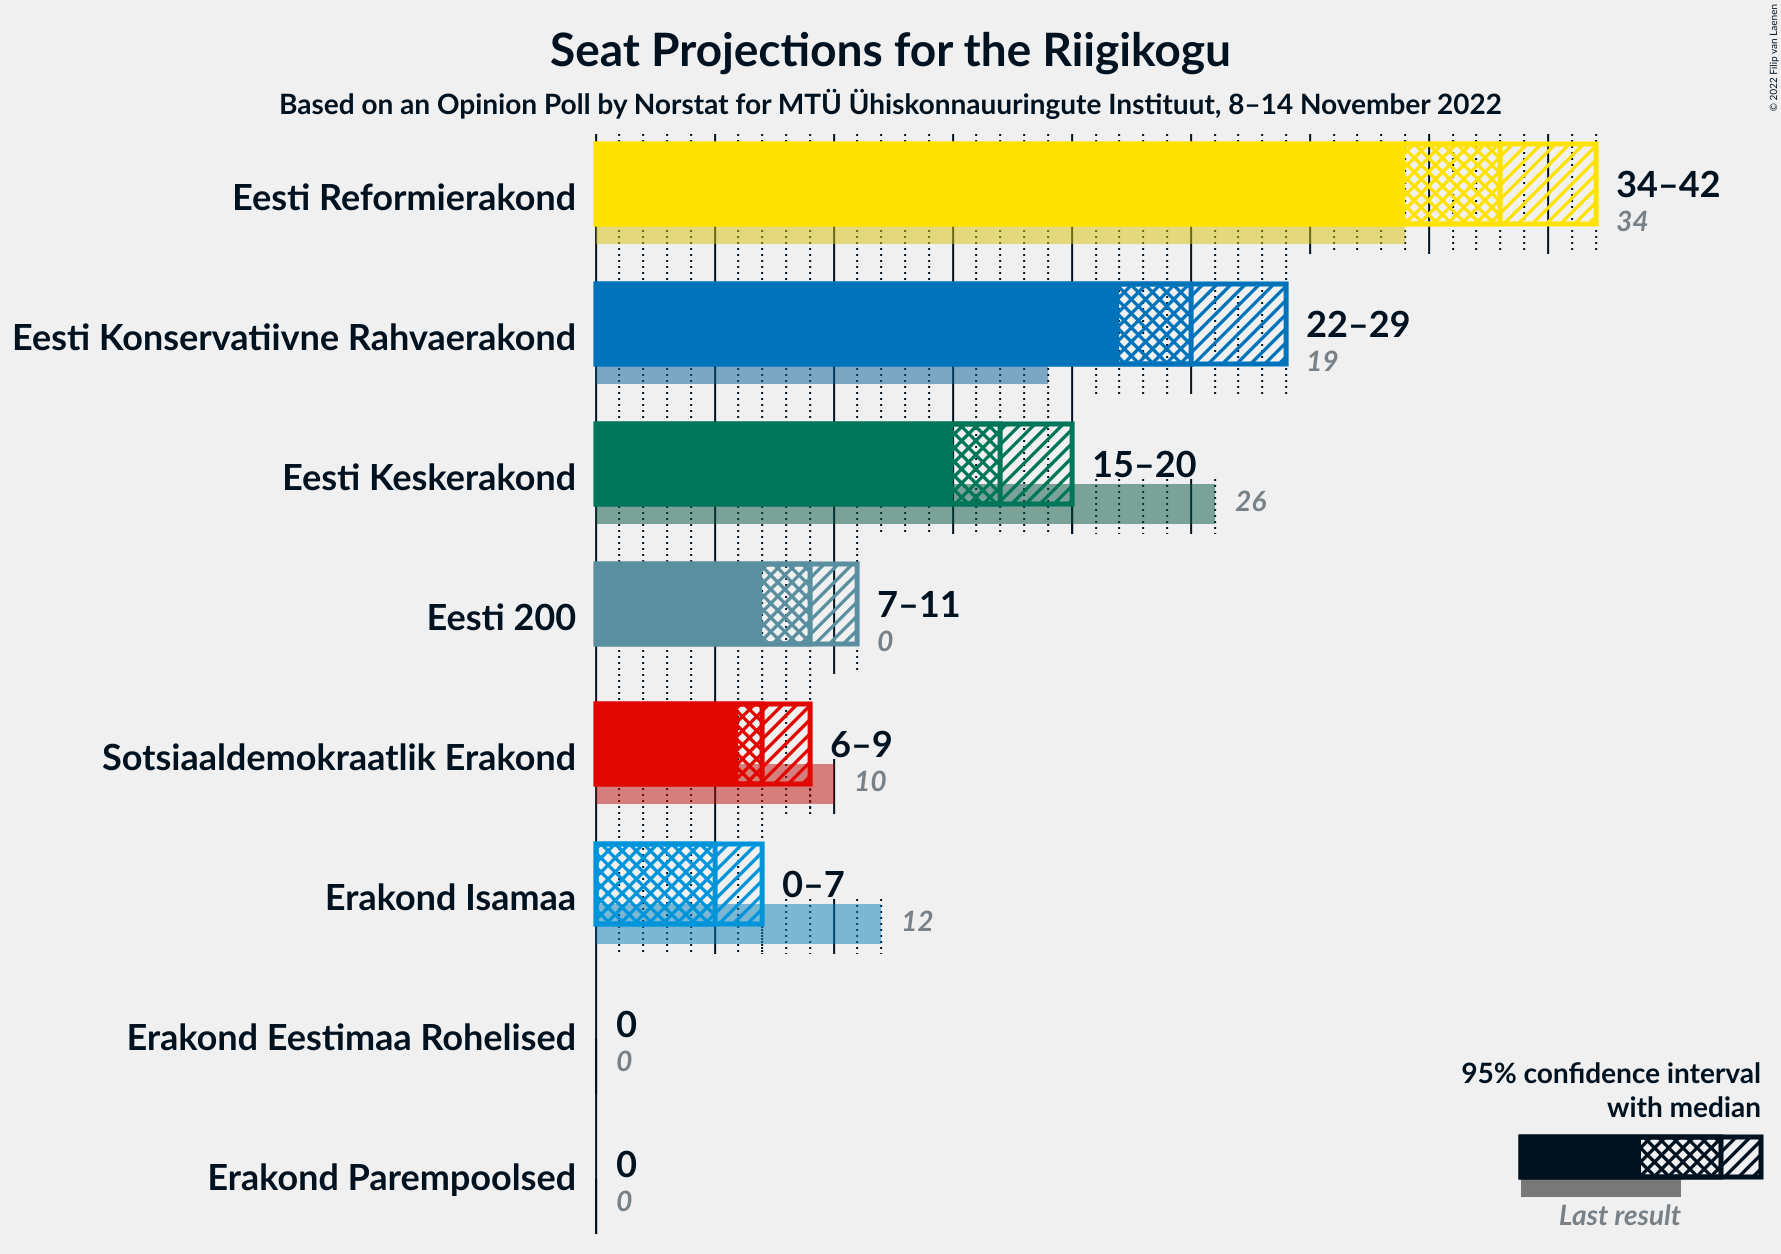 Seat Projections for the Riigikogu
Based on an Opinion Poll by Norstat for MTÜ Ühiskonnauuringute Instituut, 8–14 November 2022
© 2022 Filip van Laenen
Eesti Reformierakond
34–42
34
Eesti Konservatiivne Rahvaerakond
22–29
19
Eesti Keskerakond
15–20
26
Eesti 200
7–11
0
Sotsiaaldemokraatlik Erakond
6–9
10
Erakond Isamaa
0–7
12
Erakond Eestimaa Rohelised
0
0
Erakond Parempoolsed
0
0
95% confidence interval
with median
Last result